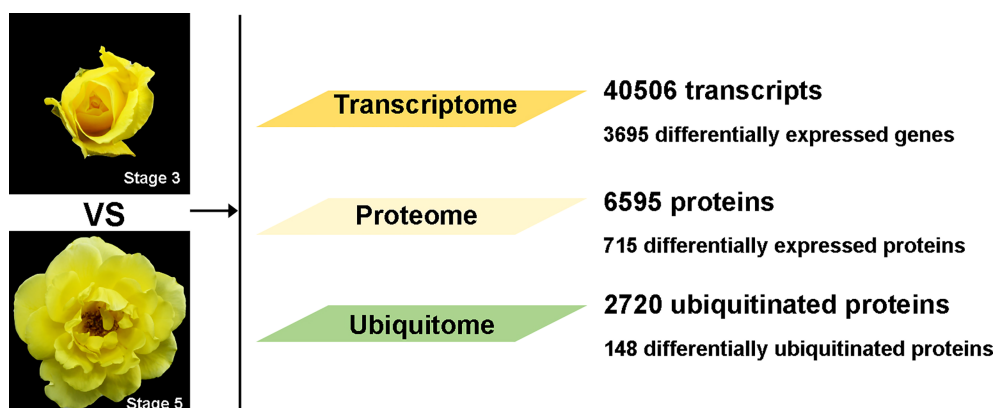 Stage 3
VS
Stage 5
Transcriptome
40506 transcripts
3695 differentially expressed genes
Proteome
6595 proteins
715 differentially expressed proteins
Ubiquitome
2720 ubiquitinated proteins
148 differentially ubiquitinated proteins